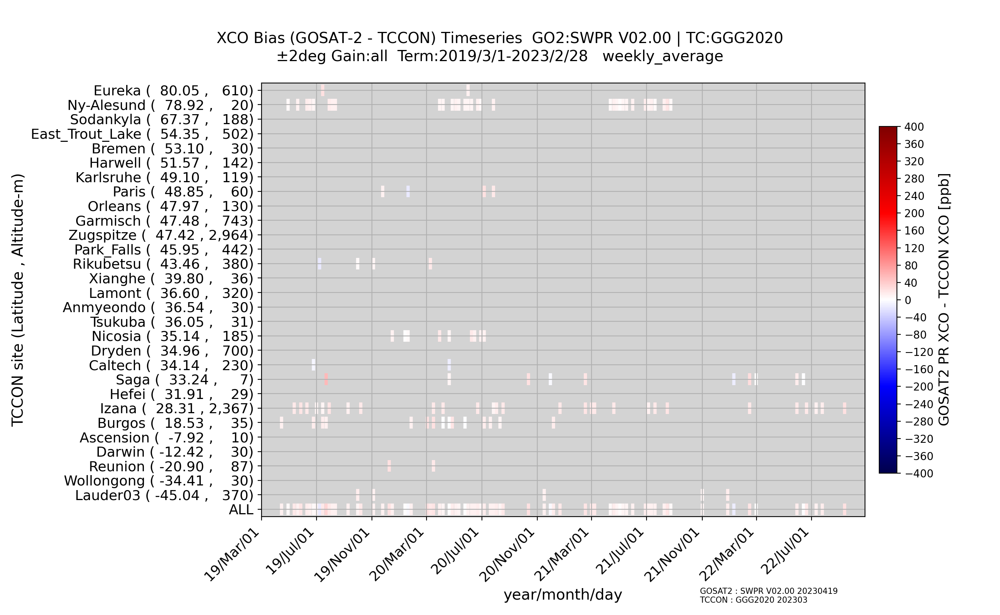 XCO Bias (GOSAT-2 - TCCON) Timeseries  GO2:SWPR V02.00 | TC:GGG2020
±2deg Gain:all  Term:2019/3/1-2023/2/28   weekly_average
TCCON site (Latitude , Altitude-m)
Eureka (  80.05 ,   610)
Ny-Alesund (  78.92 ,    20)
Sodankyla (  67.37 ,   188)
East_Trout_Lake (  54.35 ,   502)
Bremen (  53.10 ,    30)
Harwell (  51.57 ,   142)
Karlsruhe (  49.10 ,   119)
Paris (  48.85 ,    60)
Orleans (  47.97 ,   130)
Garmisch (  47.48 ,   743)
Zugspitze (  47.42 , 2,964)
Park_Falls (  45.95 ,   442)
Rikubetsu (  43.46 ,   380)
Xianghe (  39.80 ,    36)
Lamont (  36.60 ,   320)
Anmyeondo (  36.54 ,    30)
Tsukuba (  36.05 ,    31)
Nicosia (  35.14 ,   185)
Dryden (  34.96 ,   700)
Caltech (  34.14 ,   230)
Saga (  33.24 ,     7)
Hefei (  31.91 ,    29)
Izana (  28.31 , 2,367)
Burgos (  18.53 ,    35)
Ascension (  -7.92 ,    10)
Darwin ( -12.42 ,    30)
Reunion ( -20.90 ,    87)
Wollongong ( -34.41 ,    30)
Lauder03 ( -45.04 ,   370)
ALL
19/Mar/01
19/Jul/01
19/Nov/01
20/Mar/01
20/Jul/01
20/Nov/01
21/Mar/01
21/Jul/01
21/Nov/01
22/Mar/01
22/Jul/01
year/month/day
400
360
320
280
240
200
160
120
80
40
0
−40
−80
−120
−160
−200
−240
−280
−320
−360
−400
GOSAT2 PR XCO - TCCON XCO [ppb]
GOSAT2 : SWPR V02.00 20230419
TCCON : GGG2020 202303